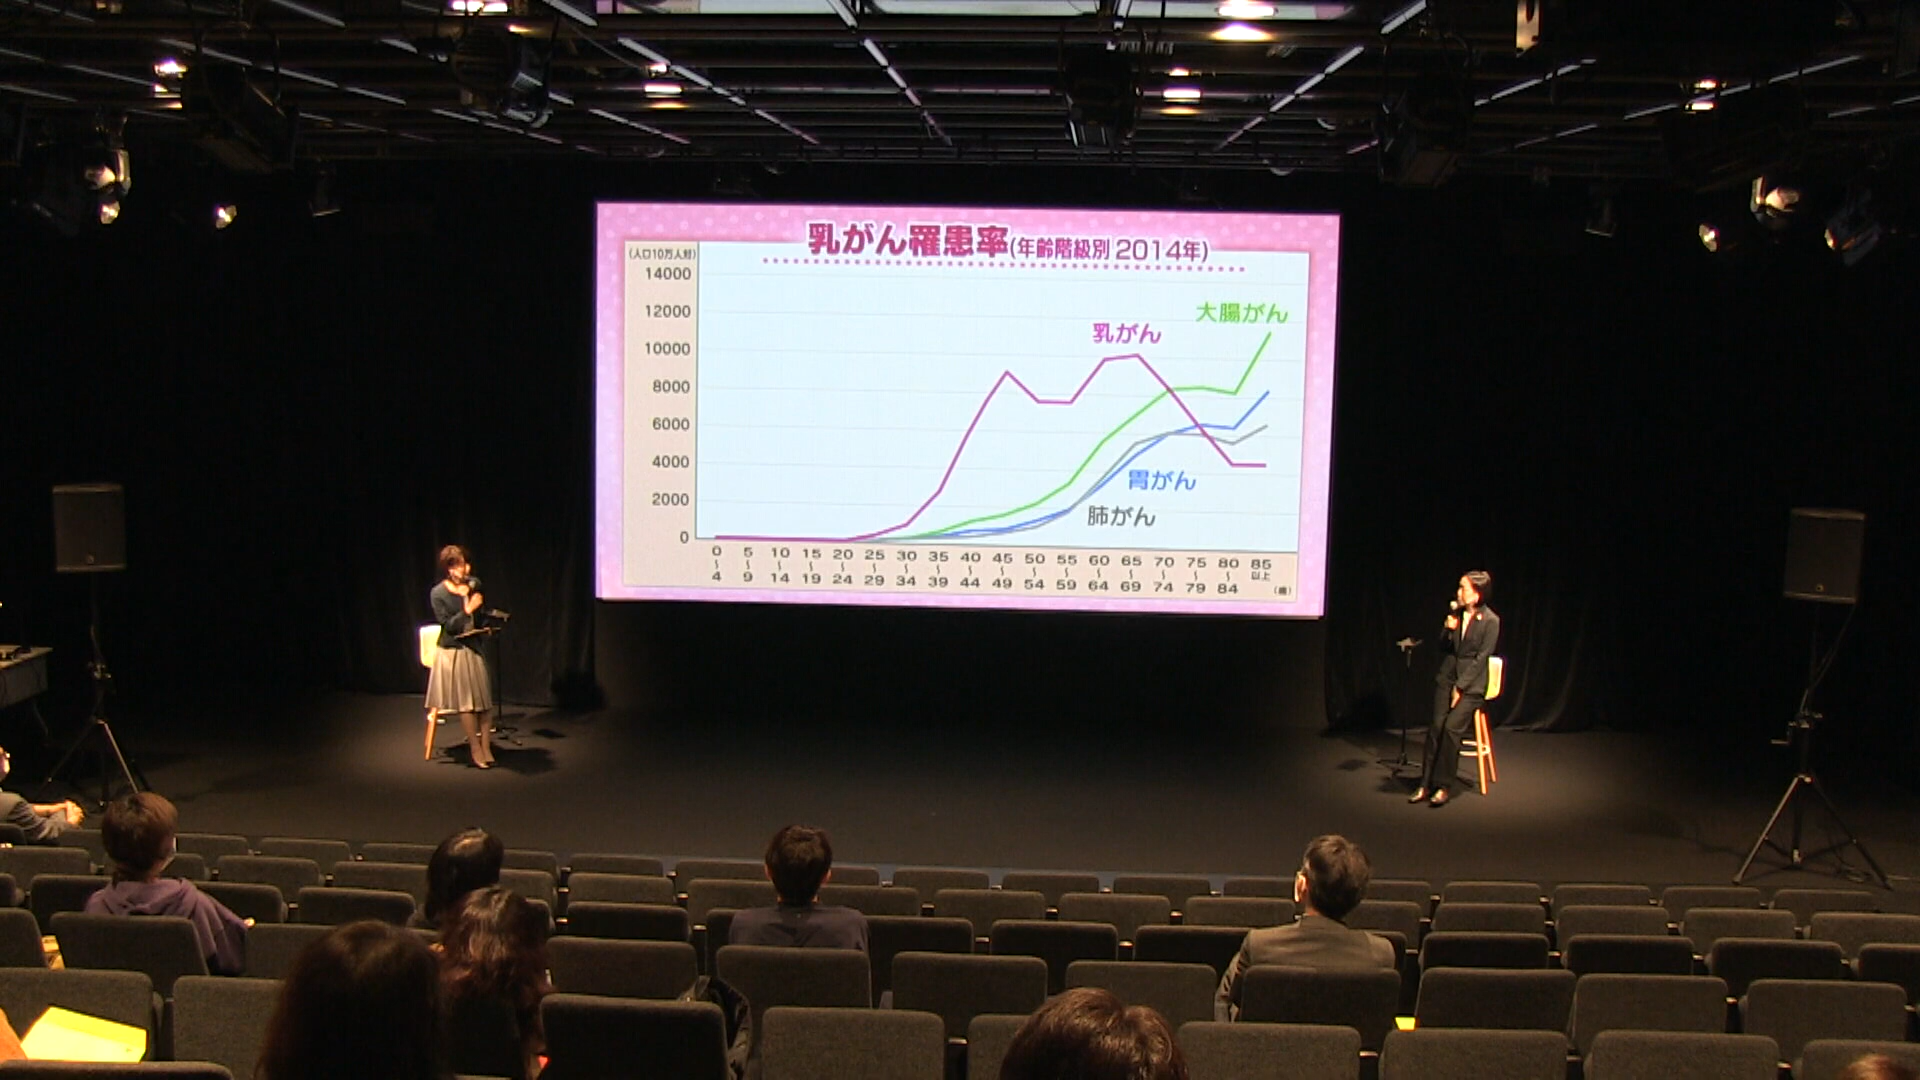 乳がん罹患率(年齢階級別 2014年)
(人口10万人対)
14000
12000
10000
8000
6000
4000
2000
0
大腸がん
乳がん
胃がん
肺がん
0 5 10 15 20 25 30 35 40 45 50 55 60 65 70 75 80 85
~ ~ ~ ~ ~ ~ ~ ~ ~ ~ ~ ~ ~ ~ ~ ~ ~ 以上
4 9 14 19 24 29 34 39 44 49 54 59 64 69 74 79 84 (歳)